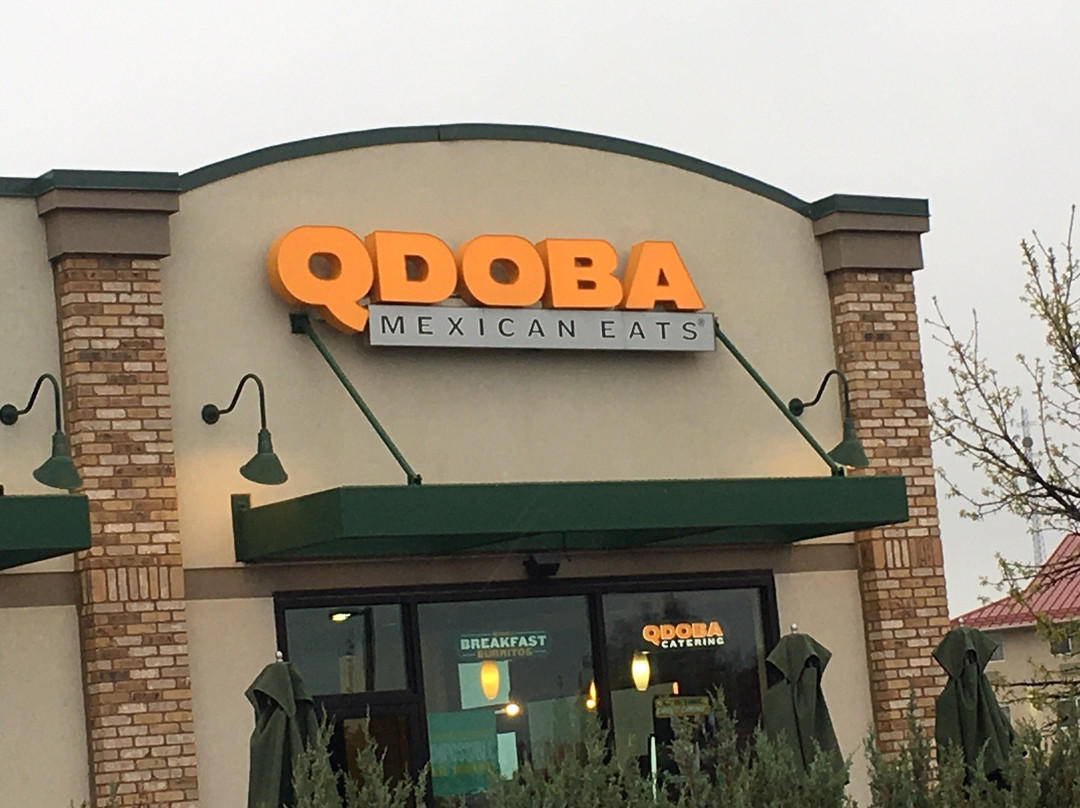 QDOBA
MEXICAN EATS®
BREAKFAST
BURRITOS
QDOBA
CATERING